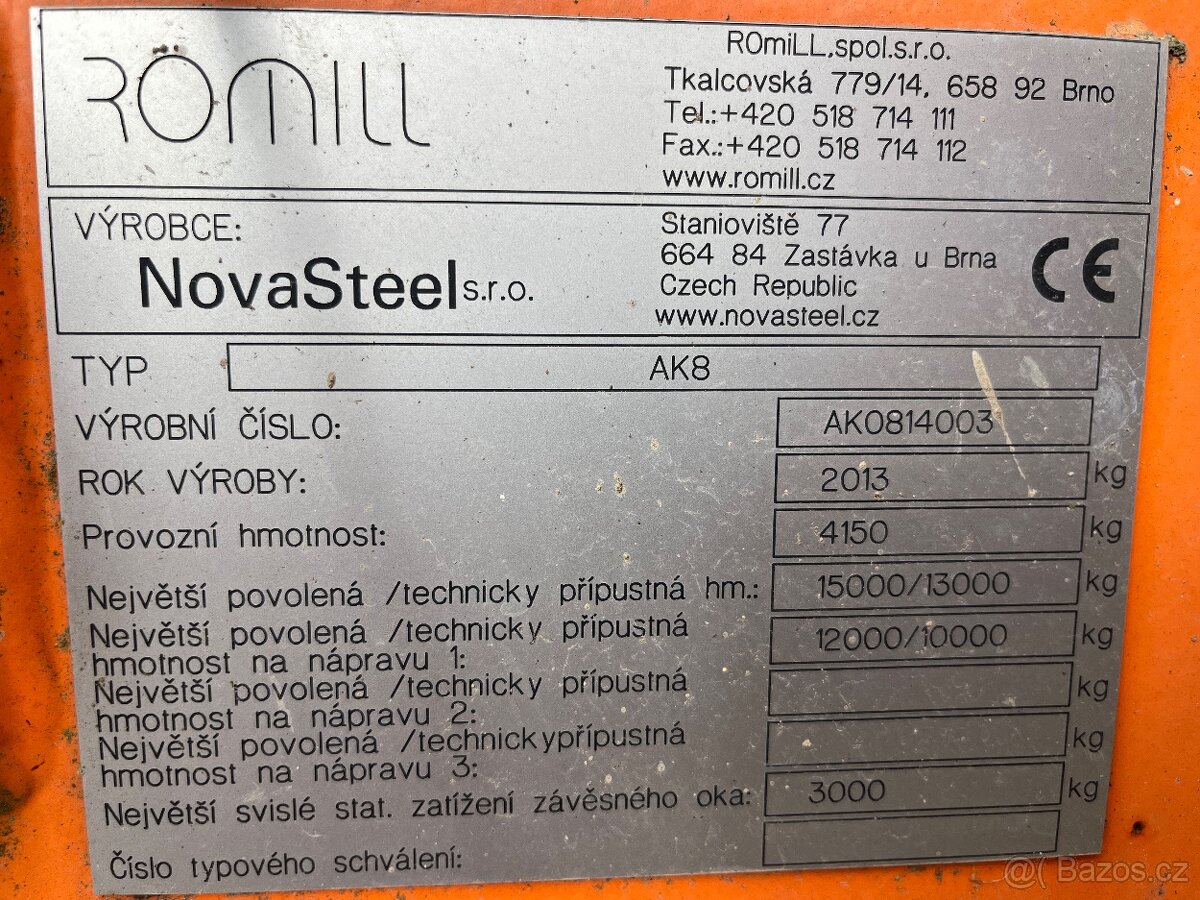 RÖMILL
ROmiLL,spol.s.r.o.
Tkalcovská 779/14, 658 92 Brno
Tel.:+420 518 714 111
Fax.:+420 518 714 112
www.romill.cz
VÝROBCE:
NovaSteel s.r.o.
Stanioviště 77
664 84 Zastávka u Brna
Czech Republic
www.novasteel.cz
CE
TYP AK8
VÝROBNÍ ČÍSLO: AK0814003
ROK VÝROBY: 2013 kg
Provozní hmotnost: 4150 kg
Největší povolená /technicky přípustná hm.: 15000/13000 kg
Největší povolená /technicky přípustná
hmotnost na nápravu 1: 12000/10000 kg
Největší povolená /technicky přípustná
hmotnost na nápravu 2: kg
Největší povolená /technickypřípustná
hmotnost na nápravu 3: kg
Největší svislé stat. zatížení závěsného oka: 3000 kg
Číslo typového schválení:
@( Bazos.cz